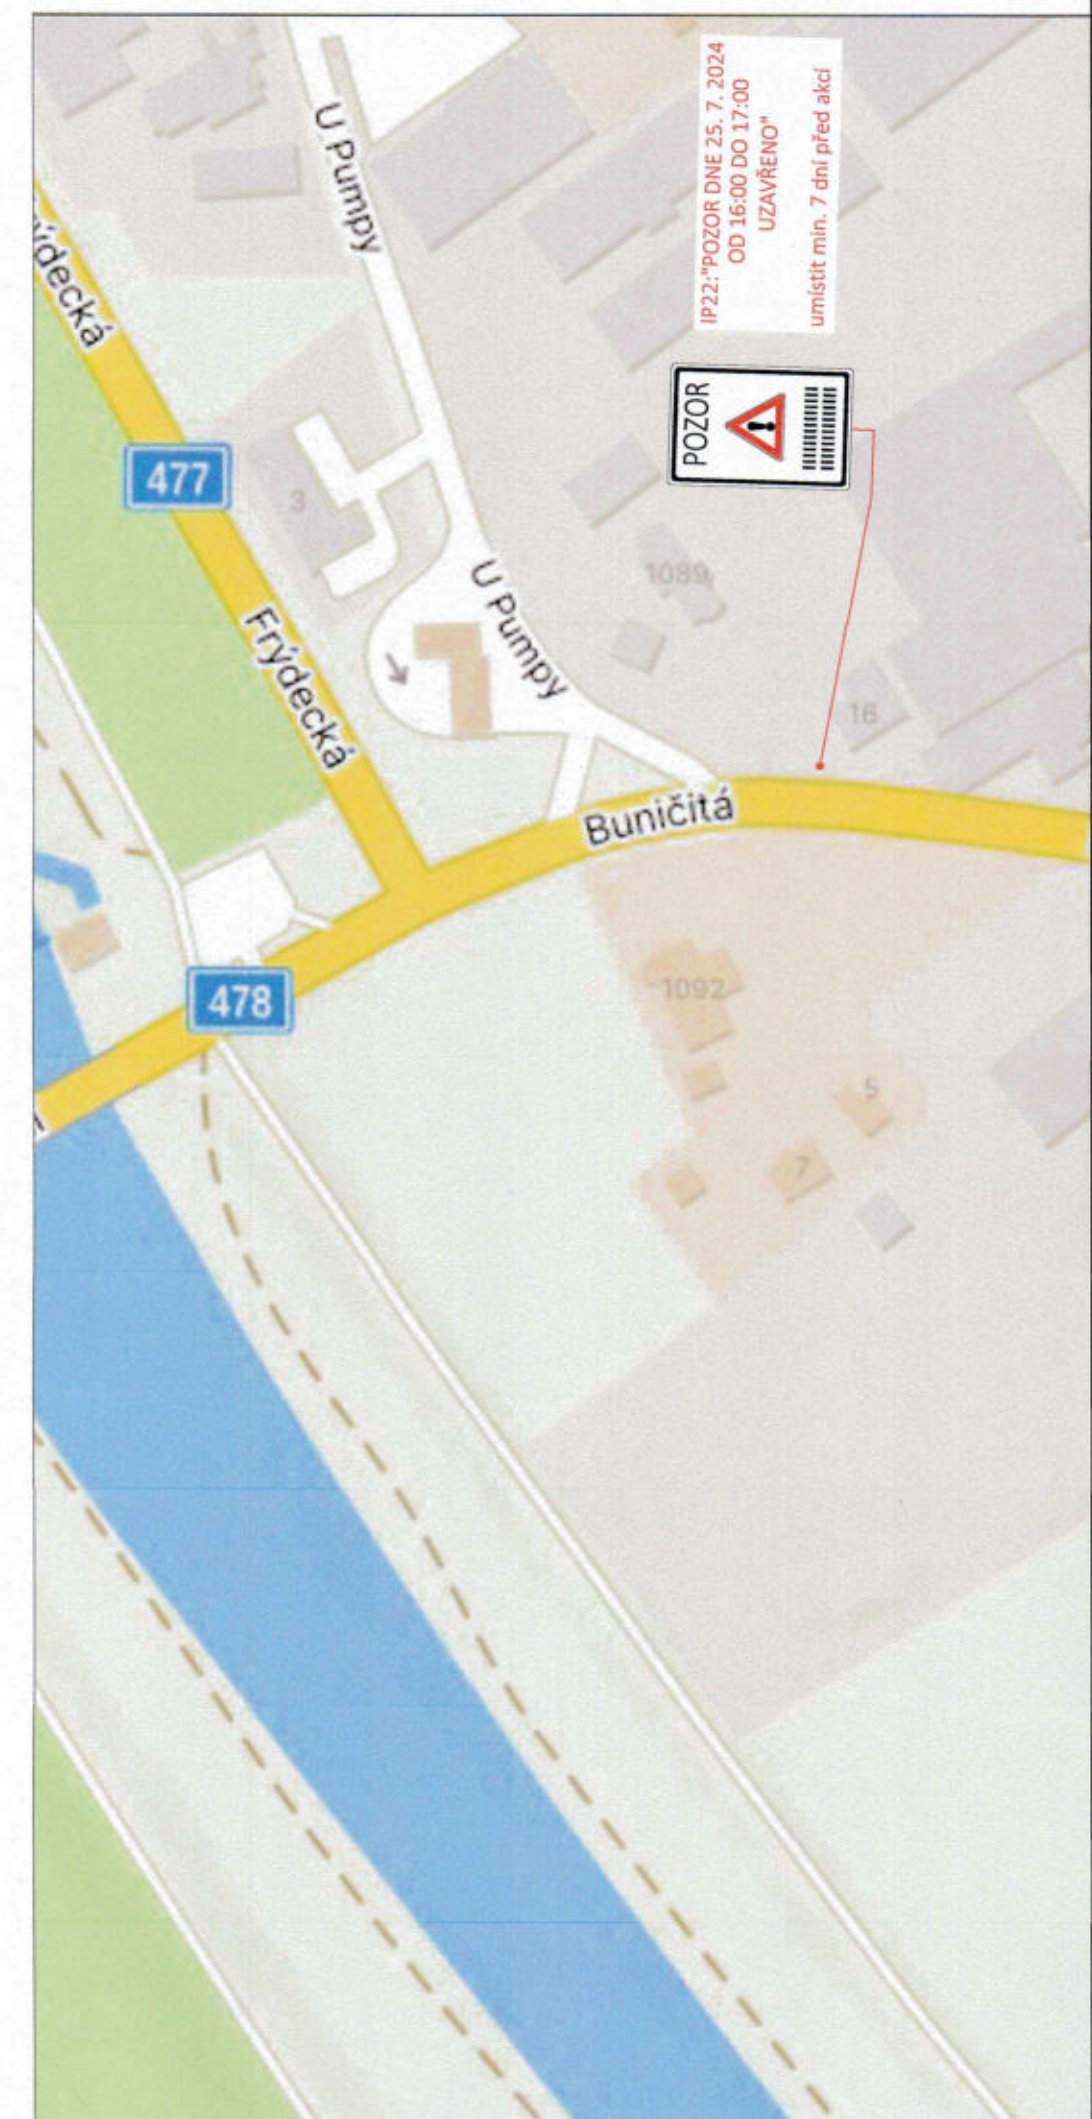 U Pumpy
ýdecká
477
3
Frýdecká
U Pumpy
1089
16
Buničitá
478
1092
5
7
POZOR
IP22:"POZOR DNE 25. 7. 2024
OD 16:00 DO 17:00
UZAVŘENO"
umístit min. 7 dní před akcí